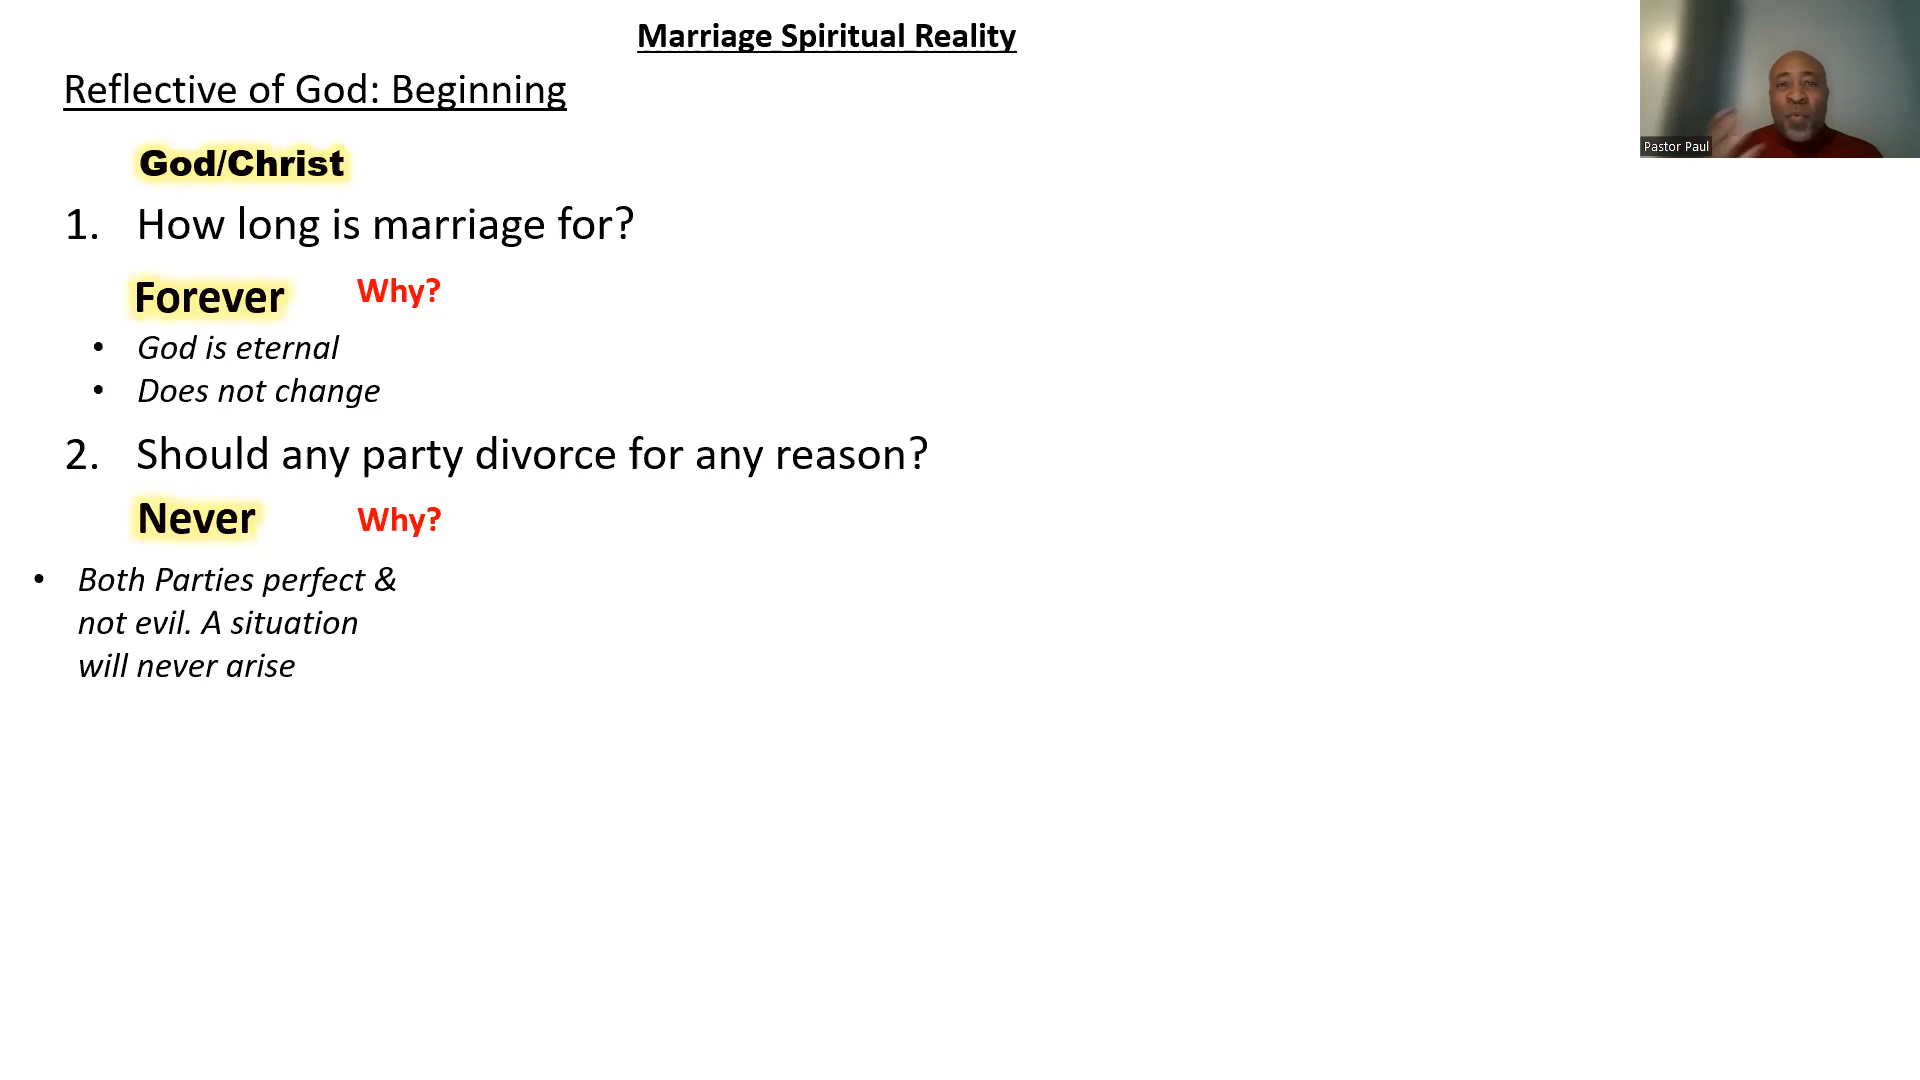 Marriage Spiritual Reality
Reflective of God: Beginning
God/Christ
1. How long is marriage for?
Forever Why?
• God is eternal
• Does not change
2. Should any party divorce for any reason?
Never Why?
• Both Parties perfect &
not evil. A situation
will never arise
Pastor Paul